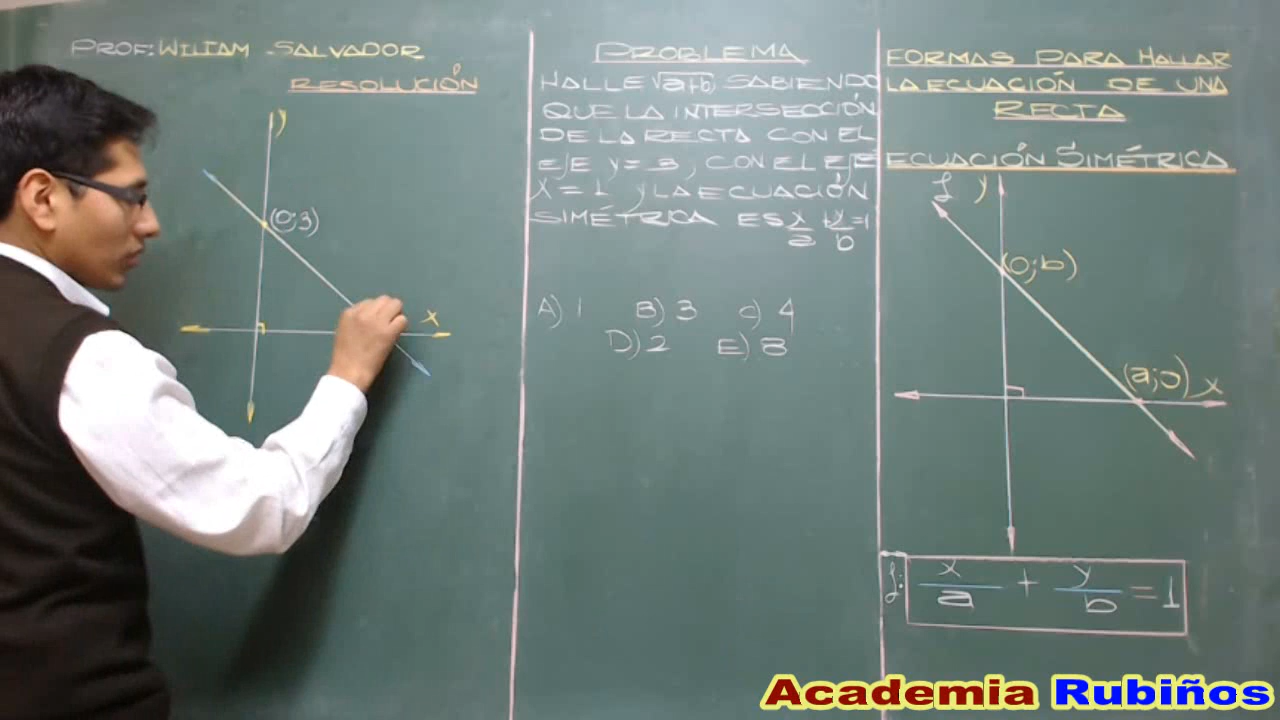 PROF: WILIAM SALVADOR
RESOLUCIÓN
y
(0;3)
x
PROBLEMA
HALLE √(a+b), SABIENDO
QUE LA INTERSECCIÓN
DE LA RECTA CON EL
EJE Y = 3, CON EL EJE
X = 1 Y LA ECUACIÓN
SIMÉTRICA ES x/a + y/b = 1
A) 1 B) 3 C) 4
D) 2 E) 8
FORMAS PARA HALLAR
LA ECUACIÓN DE UNA
RECTA
ECUACIÓN SIMÉTRICA
L y
(0;b)
(a;0) x
L: x/a + y/b = 1
Academia Rubiños